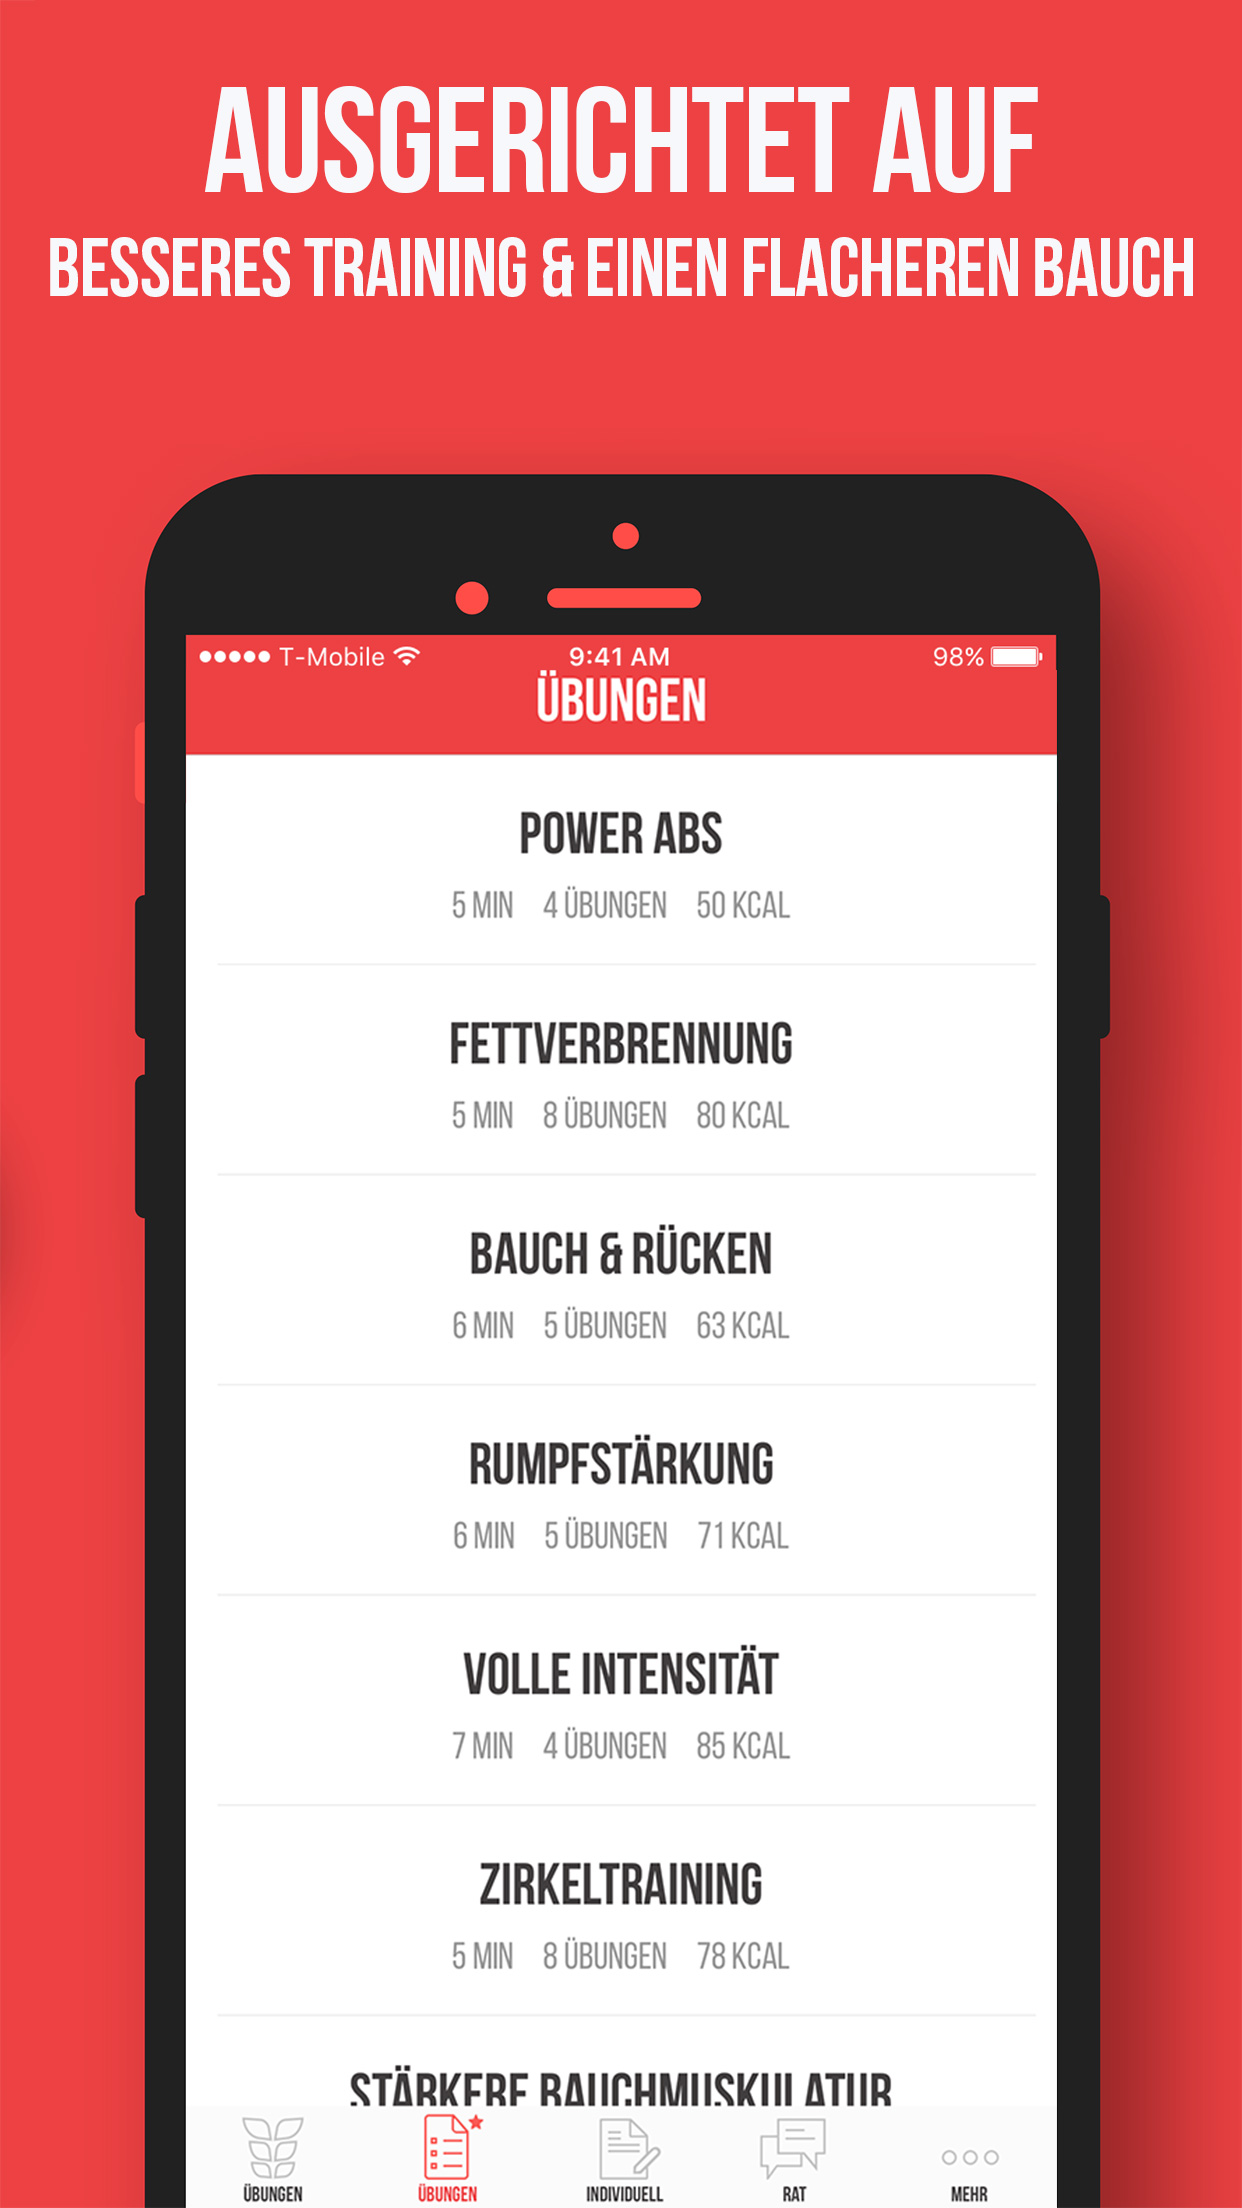 AUSGERICHTET AUF
BESSERES TRAINING & EINEN FLACHEREN BAUCH
T-Mobile 9:41 AM 98%
ÜBUNGEN
POWER ABS
5 MIN 4 ÜBUNGEN 50 KCAL
FETTVERBRENNUNG
5 MIN 8 ÜBUNGEN 80 KCAL
BAUCH & RÜCKEN
6 MIN 5 ÜBUNGEN 63 KCAL
RUMPFSTÄRKUNG
6 MIN 5 ÜBUNGEN 71 KCAL
VOLLE INTENSITÄT
7 MIN 4 ÜBUNGEN 85 KCAL
ZIRKELTRAINING
5 MIN 8 ÜBUNGEN 78 KCAL
STÄRKERE BAUCHMUSKULATUR
ÜBUNGEN ÜBUNGEN INDIVIDUELL RAT MEHR